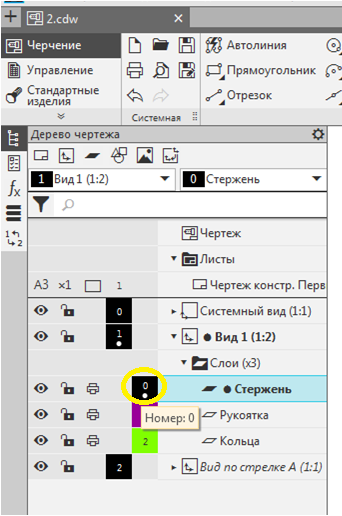 2.cdw ×
Черчение
Автолиния
Управление
Прямоугольник
Стандартные
изделия
Отрезок
Системная
Дерево чертежа
1 Вид 1 (1:2)
0 Стержень
Чертеж
Листы
А3 ×1 1 Чертеж констр. Перв
0 Системный вид (1:1)
1 Вид 1 (1:2)
Слои (х3)
0 Стержень
Рукоятка
Номер: 0
2 Кольца
2 Вид по стрелке А (1:1)